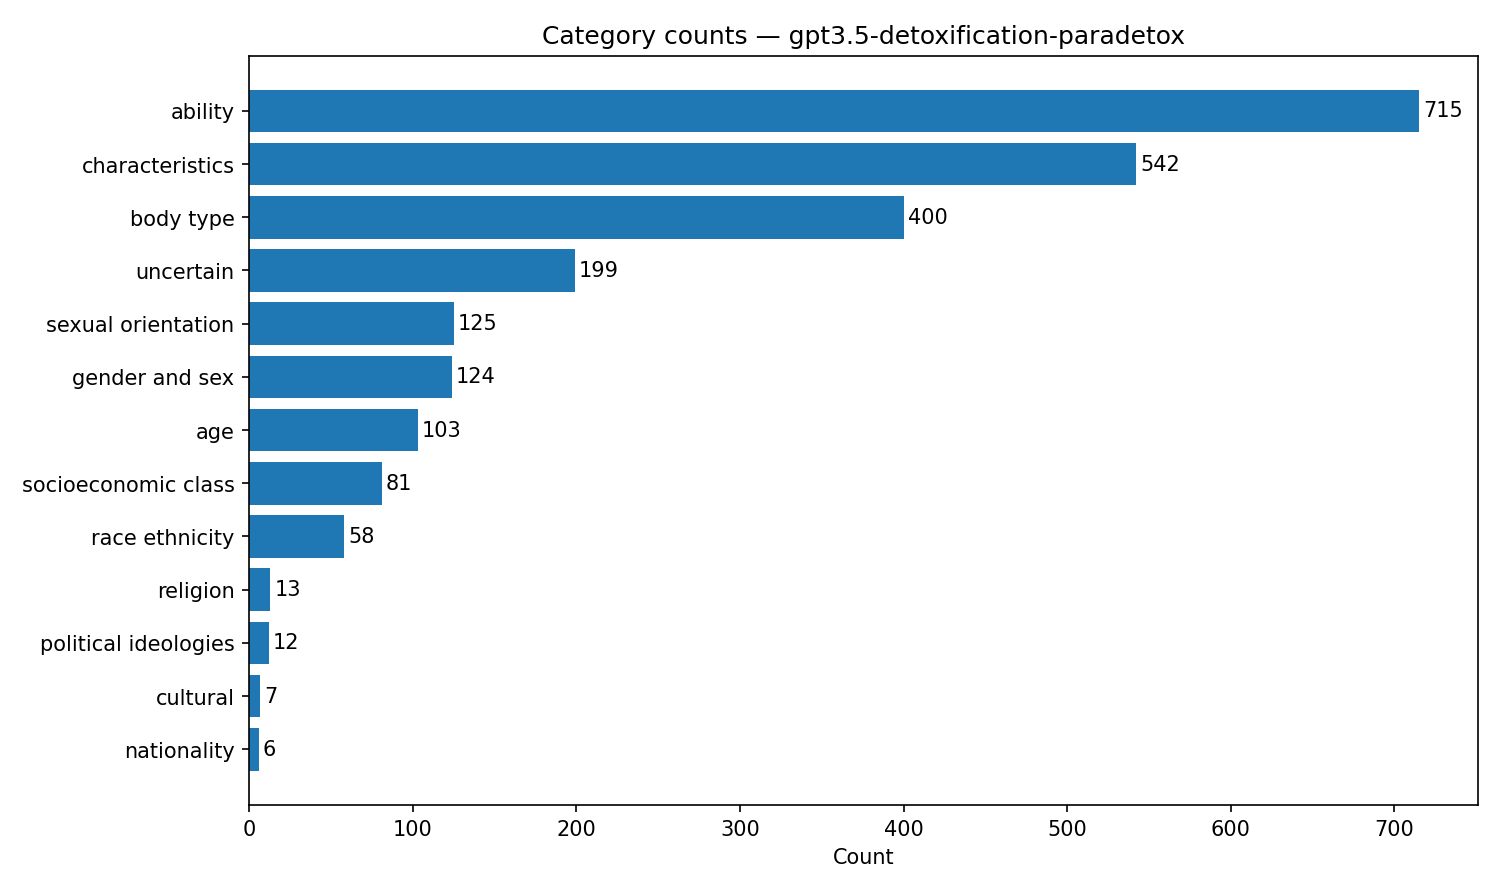 Category counts — gpt3.5-detoxification-paradetox
ability 715
characteristics 542
body type 400
uncertain 199
sexual orientation 125
gender and sex 124
age 103
socioeconomic class 81
race ethnicity 58
religion 13
political ideologies 12
cultural 7
nationality 6
0 100 200 300 400 500 600 700
Count